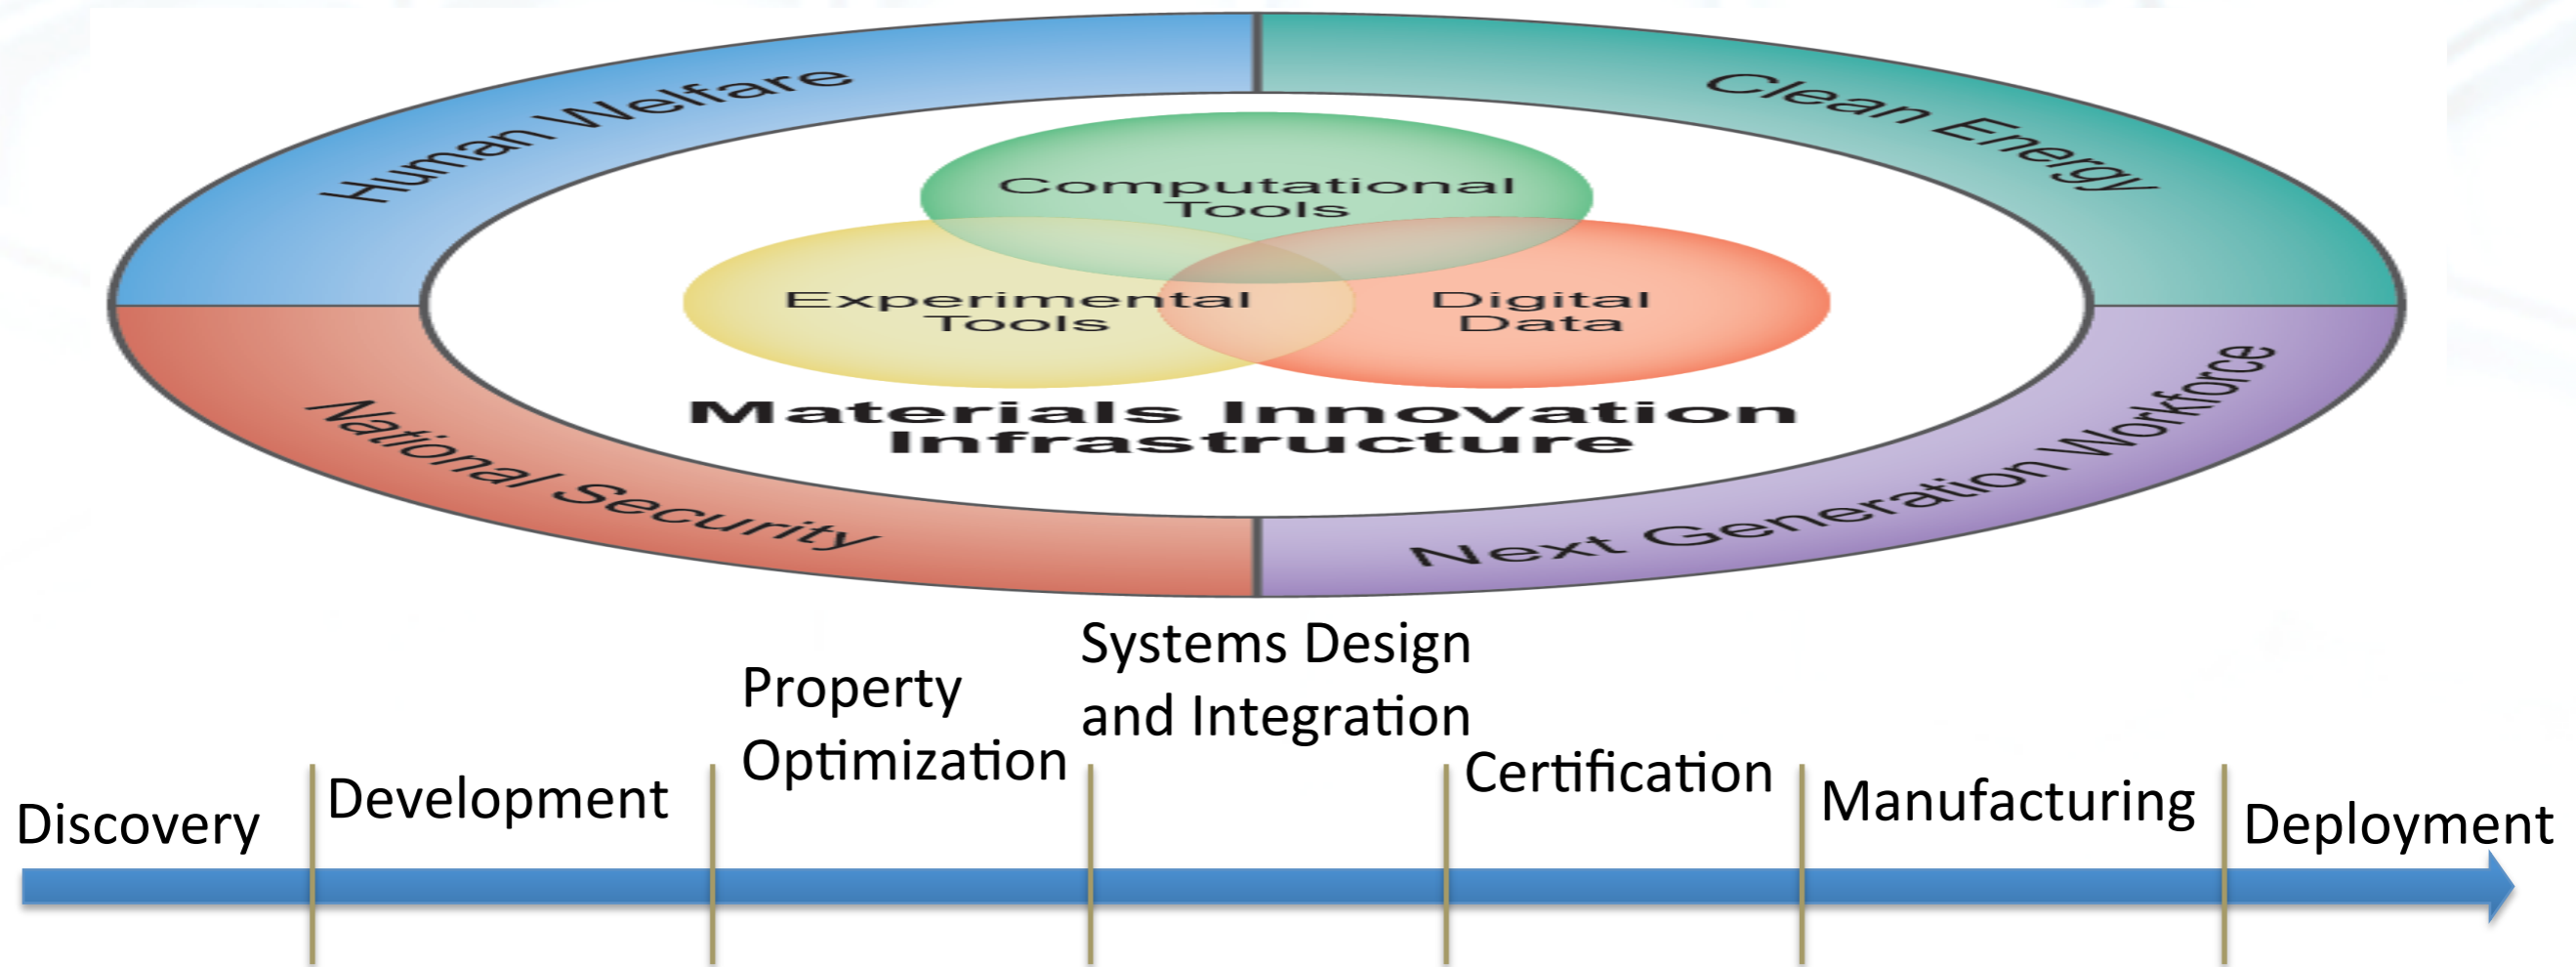 Human Welfare
Clean Energy
Computational
Tools
Experimental
Tools
Digital
Data
Materials Innovation
Infrastructure
National Security
Next Generation Workforce
Discovery
Development
Property
Optimization
Systems Design
and Integration
Certification
Manufacturing
Deployment